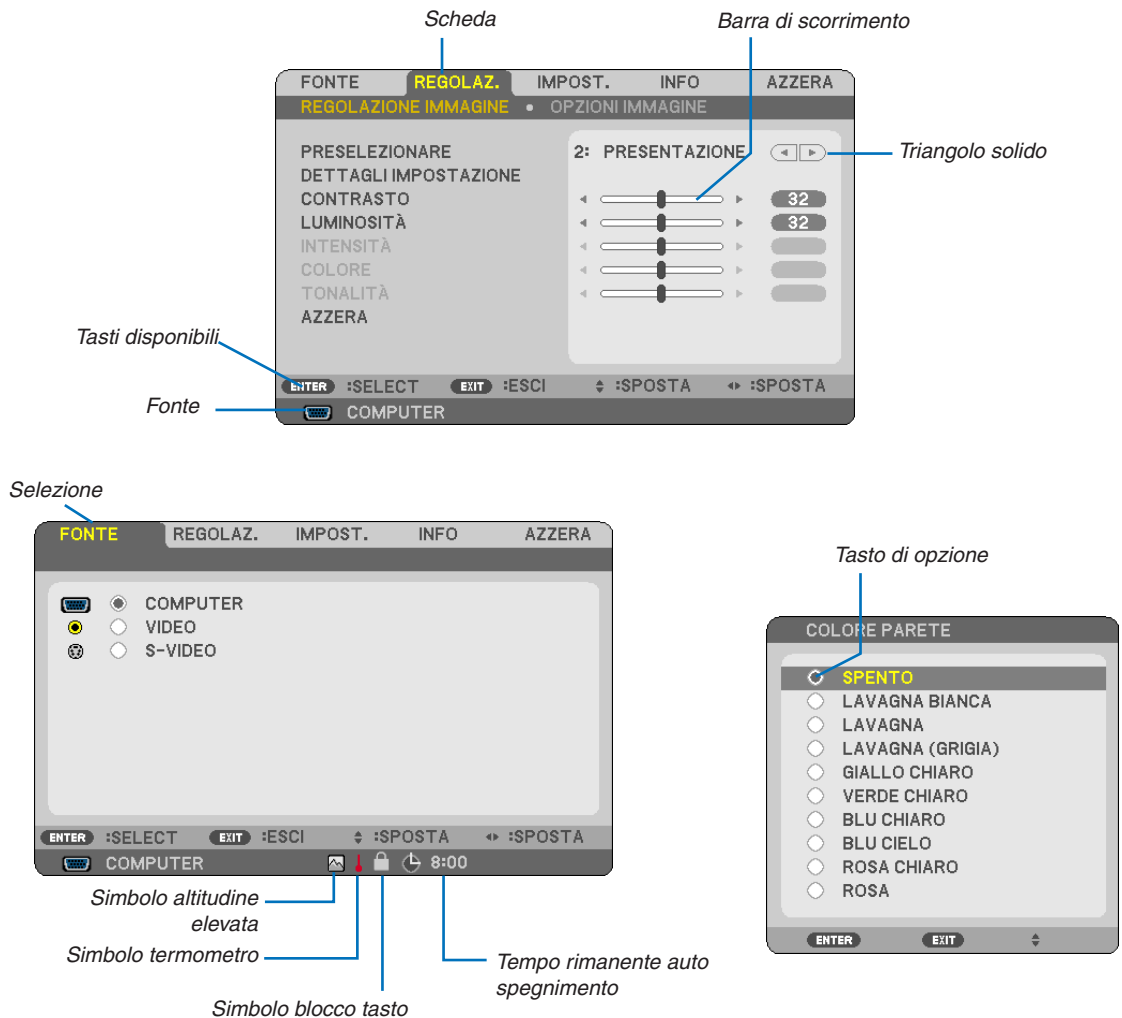 Scheda
Barra di scorrimento
FONTE REGOLAZ. IMPOST. INFO AZZERA
REGOLAZIONE IMMAGINE • OPZIONI IMMAGINE
PRESELEZIONARE 2: PRESENTAZIONE
Triangolo solido
DETTAGLI IMPOSTAZIONE
CONTRASTO 32
LUMINOSITÀ 32
INTENSITÀ
COLORE
TONALITÀ
AZZERA
Tasti disponibili
ENTER :SELECT EXIT :ESCI :SPOSTA :SPOSTA
Fonte
COMPUTER
Selezione
FONTE REGOLAZ. IMPOST. INFO AZZERA
COMPUTER
VIDEO
S-VIDEO
ENTER :SELECT EXIT :ESCI :SPOSTA :SPOSTA
COMPUTER 8:00
Simbolo altitudine
elevata
Simbolo termometro
Simbolo blocco tasto
Tempo rimanente auto
spegnimento
Tasto di opzione
COLORE PARETE
SPENTO
LAVAGNA BIANCA
LAVAGNA
LAVAGNA (GRIGIA)
GIALLO CHIARO
VERDE CHIARO
BLU CHIARO
BLU CIELO
ROSA CHIARO
ROSA
ENTER EXIT